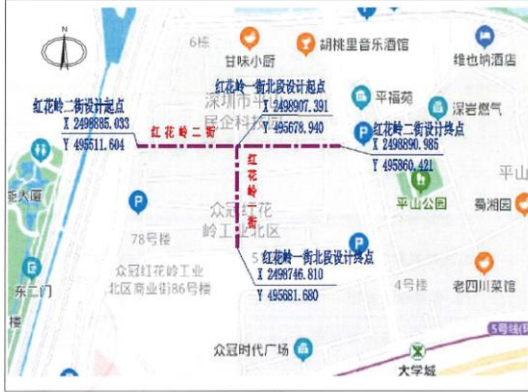 6栋
甘味小厨
胡桃里音乐酒馆
维也纳酒店
红花岭一街北段设计起点
X 2498907.391
Y 495678.940
红花岭二街设计起点
X 2498885.033
Y 495511.604
深圳市平山
民企科技园
平福苑
深岩燃气
红花岭二街
P
红花岭二街设计终点
X 2498890.985
Y 495860.421
红花岭一街
平山
能大厦
P
众冠红花
岭工业北区
平山公园
蜀湘园
78号楼
P
红花岭一街北段设计终点
X 2498746.810
Y 495681.680
东二门
众冠红花岭工业
北区商业街86号楼
4号楼
老四川菜馆
楼
5号线(环
众冠时代广场
大学城